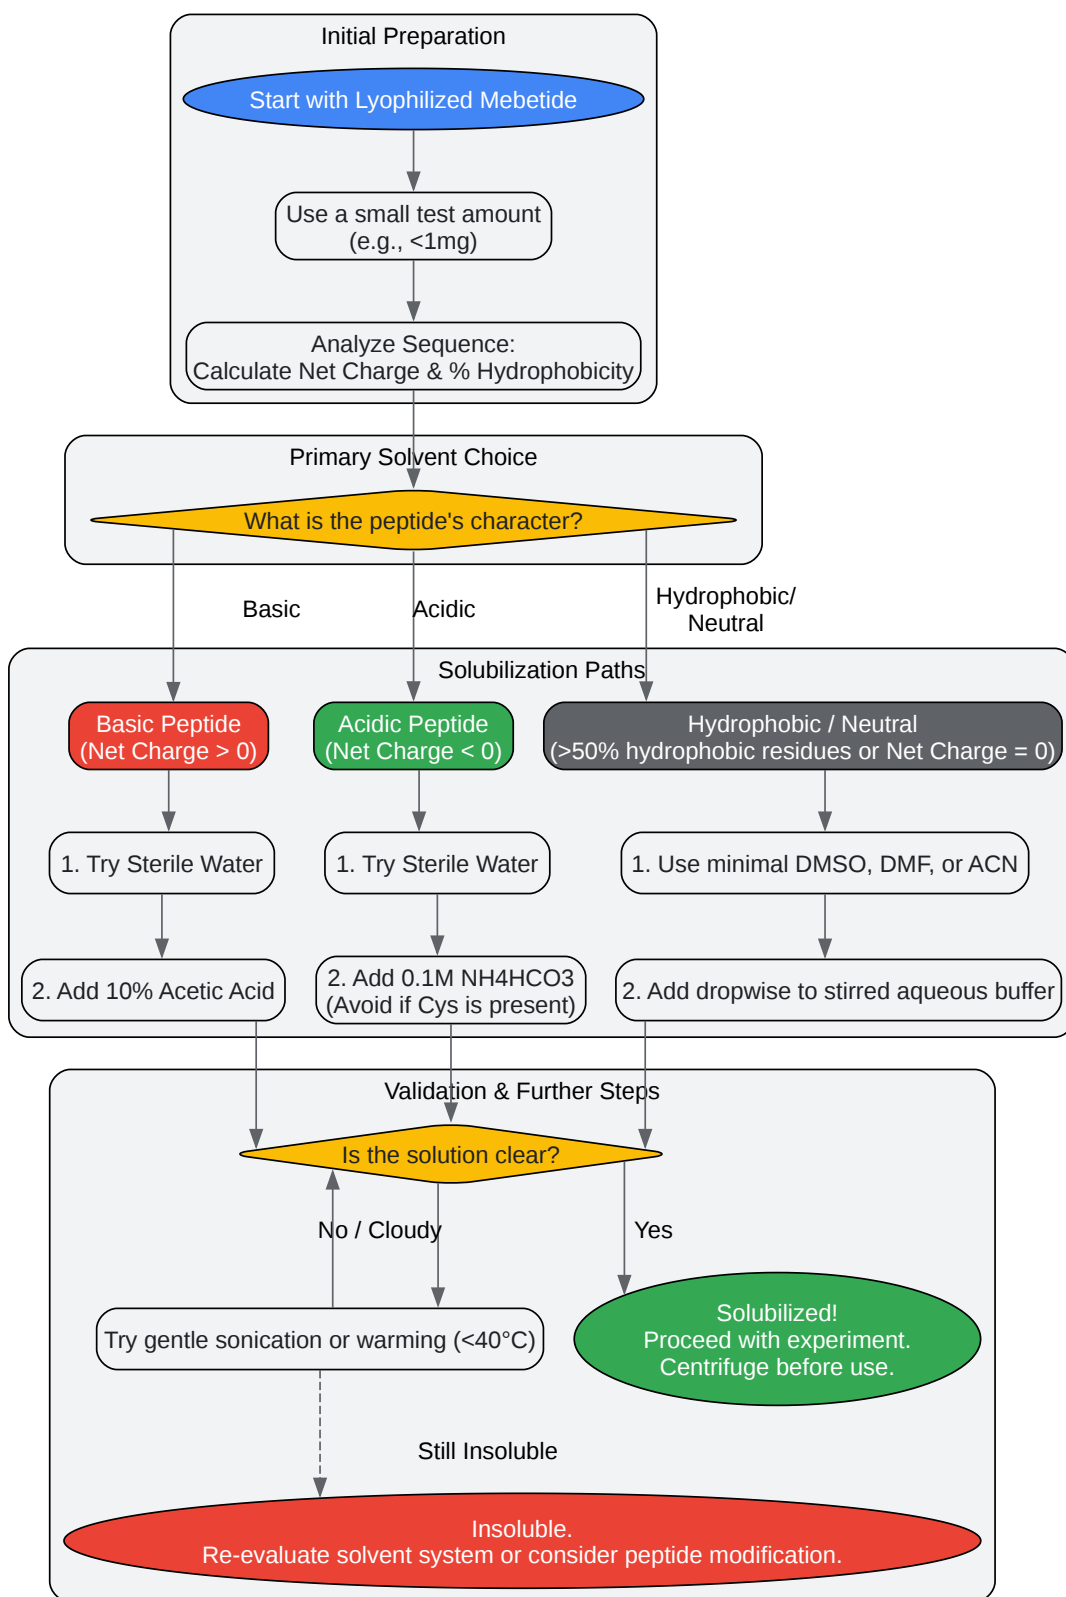 Initial Preparation
Start with Lyophilized Mebetide
Use a small test amount
(e.g., <1mg)
Analyze Sequence:
Calculate Net Charge & % Hydrophobicity
Primary Solvent Choice
What is the peptide's character?
Basic
Acidic
Hydrophobic/
Neutral
Solubilization Paths
Basic Peptide
(Net Charge > 0)
Acidic Peptide
(Net Charge < 0)
Hydrophobic / Neutral
(>50% hydrophobic residues or Net Charge = 0)
1. Try Sterile Water
1. Try Sterile Water
1. Use minimal DMSO, DMF, or ACN
2. Add 10% Acetic Acid
2. Add 0.1M NH4HCO3
(Avoid if Cys is present)
2. Add dropwise to stirred aqueous buffer
Validation & Further Steps
Is the solution clear?
No / Cloudy
Yes
Try gentle sonication or warming (<40°C)
Solubilized!
Proceed with experiment.
Centrifuge before use.
Still Insoluble
Insoluble.
Re-evaluate solvent system or consider peptide modification.